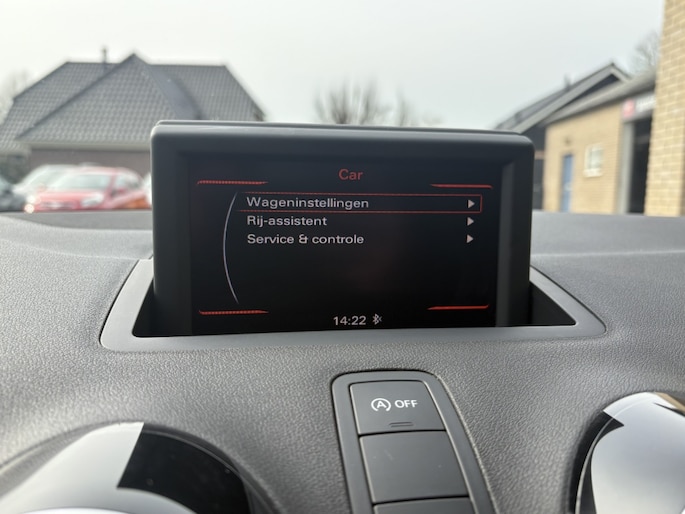 Car
Wageninstellingen
Rij-assistent
Service & controle
14:22
A OFF